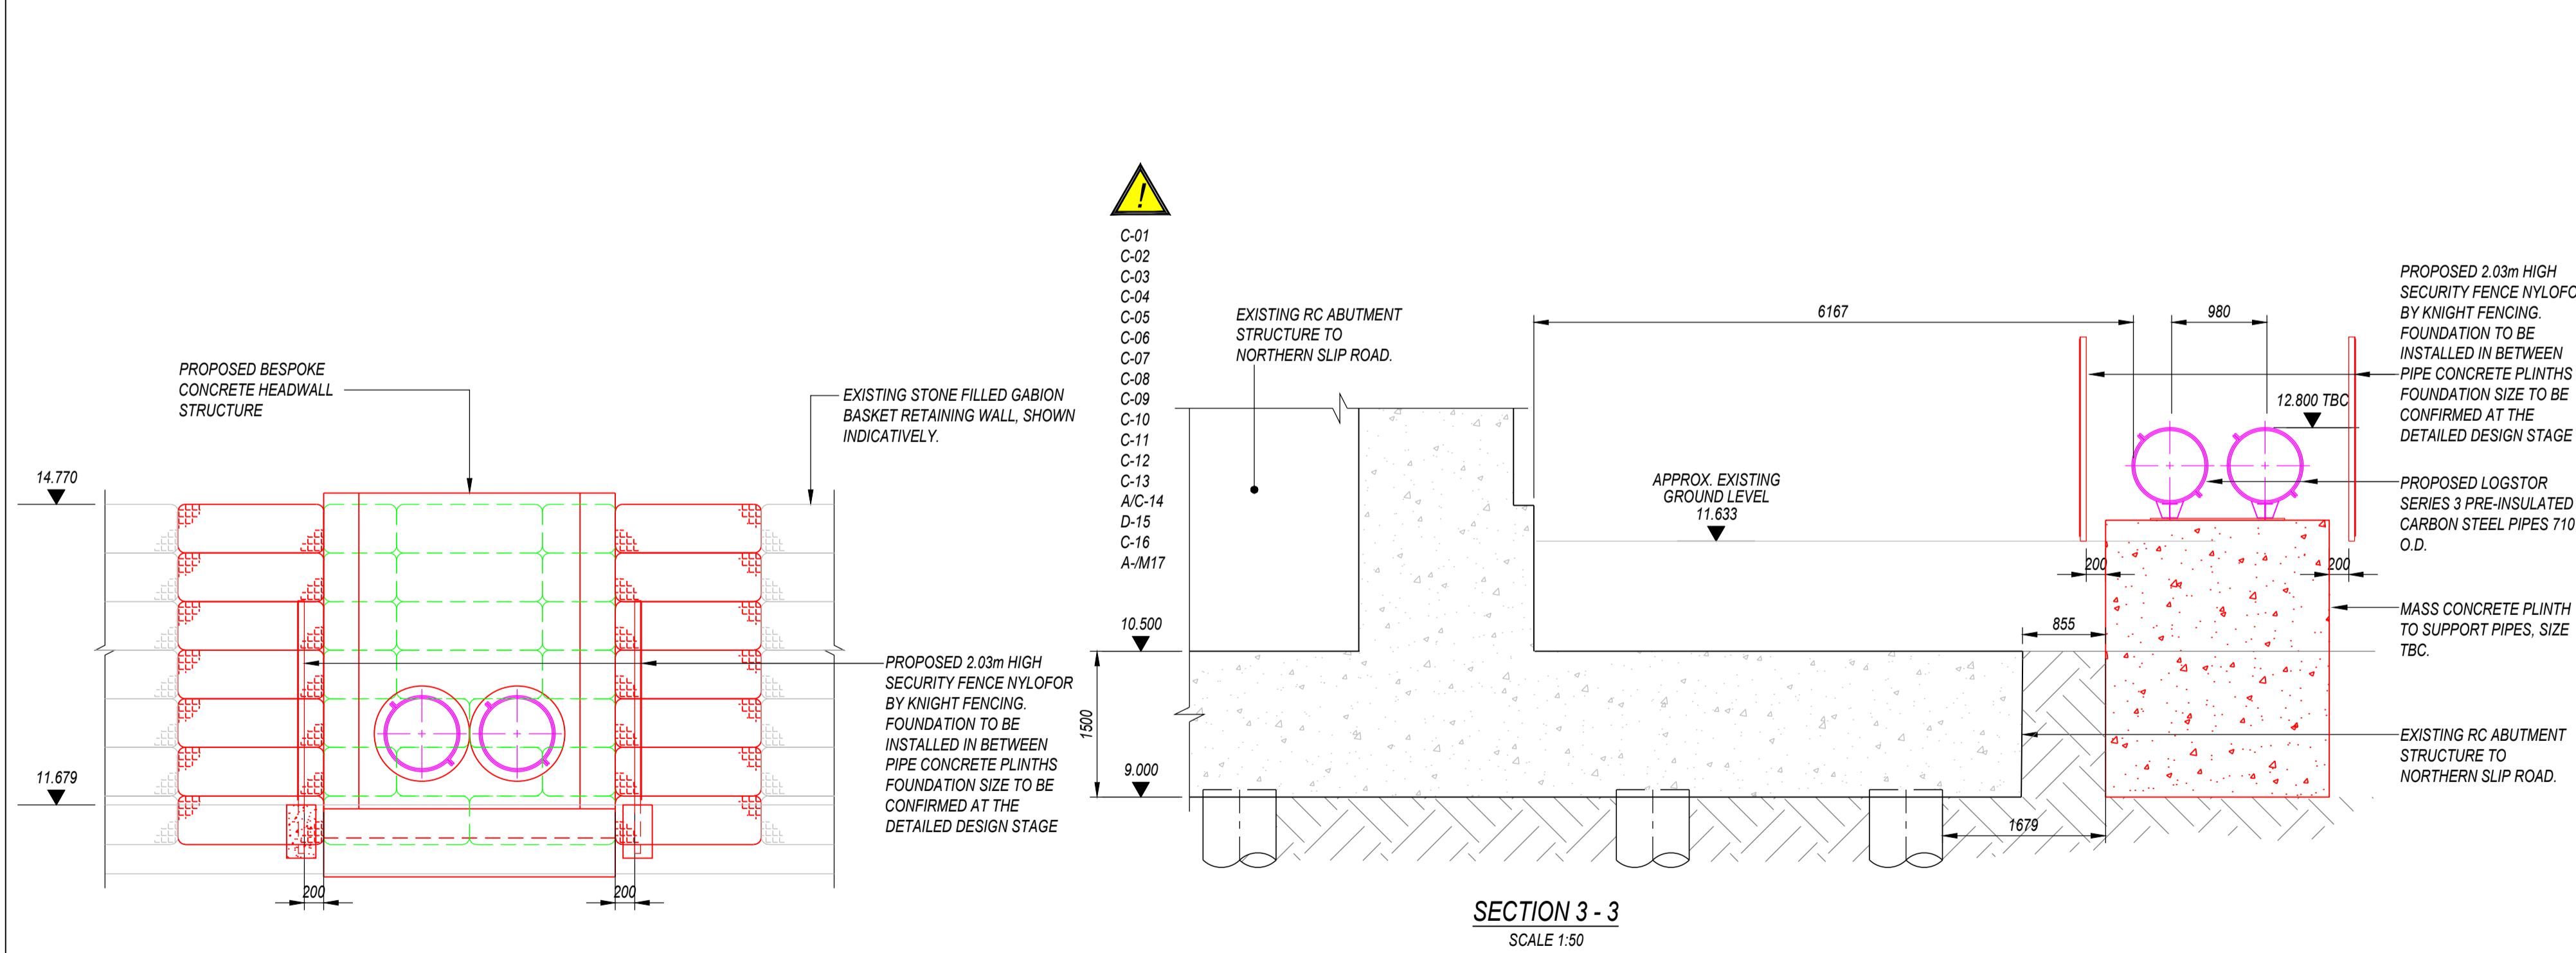 PROPOSED BESPOKE
CONCRETE HEADWALL
STRUCTURE
EXISTING STONE FILLED GABION
BASKET RETAINING WALL, SHOWN
INDICATIVELY.
14.770
11.679
PROPOSED 2.03m HIGH
SECURITY FENCE NYLOFOR
BY KNIGHT FENCING.
FOUNDATION TO BE
INSTALLED IN BETWEEN
PIPE CONCRETE PLINTHS
FOUNDATION SIZE TO BE
CONFIRMED AT THE
DETAILED DESIGN STAGE
200
200
!
C-01
C-02
C-03
C-04
C-05
C-06
C-07
C-08
C-09
C-10
C-11
C-12
C-13
A/C-14
D-15
C-16
A-/M17
EXISTING RC ABUTMENT
STRUCTURE TO
NORTHERN SLIP ROAD.
6167
980
12.800 TBC
APPROX. EXISTING
GROUND LEVEL
11.633
10.500
1500
9.000
200
200
855
1679
PROPOSED 2.03m HIGH
SECURITY FENCE NYLOFO
BY KNIGHT FENCING.
FOUNDATION TO BE
INSTALLED IN BETWEEN
PIPE CONCRETE PLINTHS
FOUNDATION SIZE TO BE
CONFIRMED AT THE
DETAILED DESIGN STAGE
PROPOSED LOGSTOR
SERIES 3 PRE-INSULATED
CARBON STEEL PIPES 710
O.D.
MASS CONCRETE PLINTH
TO SUPPORT PIPES, SIZE
TBC.
EXISTING RC ABUTMENT
STRUCTURE TO
NORTHERN SLIP ROAD.
SECTION 3 - 3
SCALE 1:50